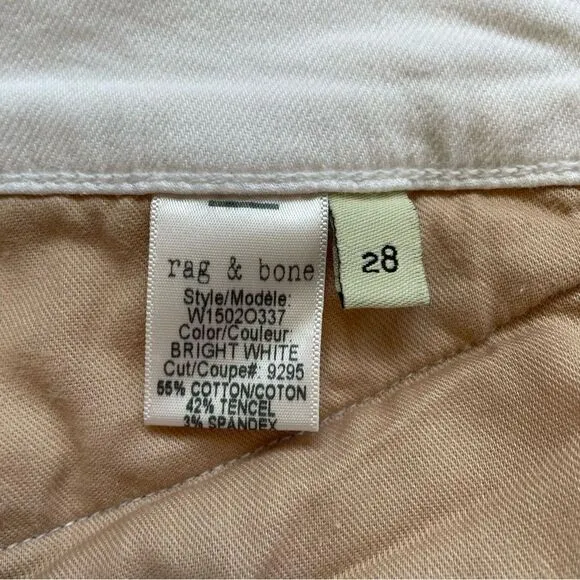 rag & bone
Style/Modèle:
W1502O337
Color/Couleur:
BRIGHT WHITE
Cut/Coupe#: 9295
55% COTTON/COTON
42% TENCEL
3% SPANDEX
28